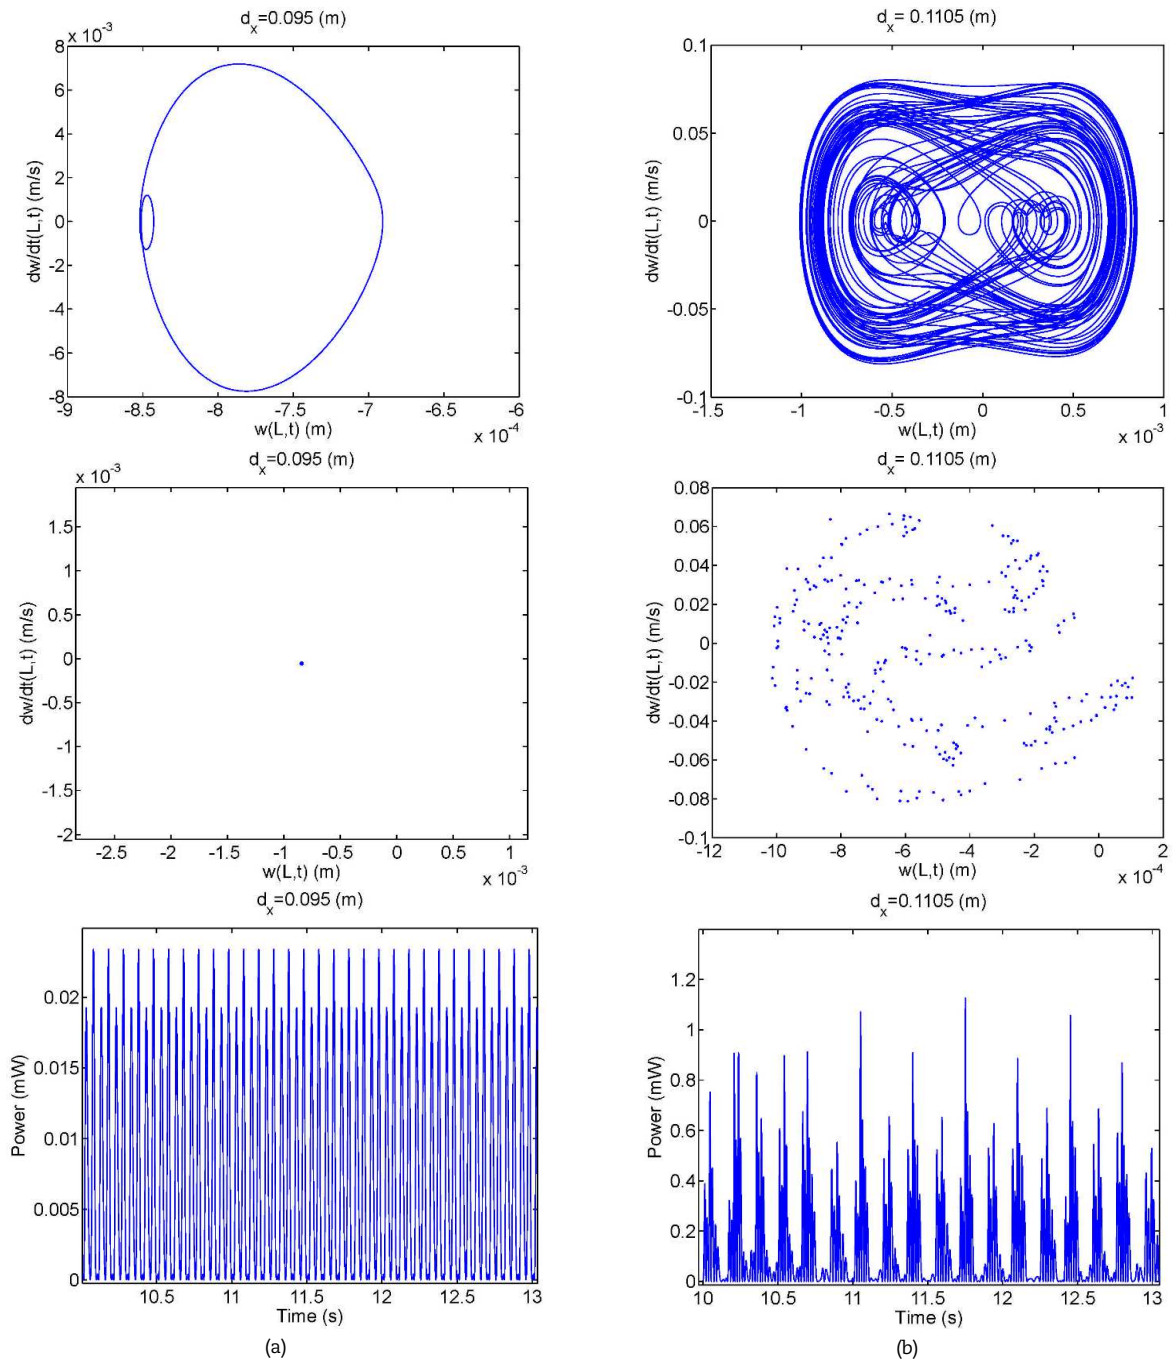 d_x=0.095 (m)
x 10^-3
8
6
4
2
0
-2
-4
-6
-8
dw/dt(L,t) (m/s)
-9 -8.5 -8 -7.5 -7 -6.5 -6
w(L,t) (m)
x 10^-4
d_x= 0.1105 (m)
0.1
0.05
0
-0.05
-0.1
dw/dt(L,t) (m/s)
-1.5 -1 -0.5 0 0.5 1
w(L,t) (m)
x 10^-3
d_x=0.095 (m)
x 10^-3
1.5
1
0.5
0
-0.5
-1
-1.5
-2
dw/dt(L,t) (m/s)
-2.5 -2 -1.5 -1 -0.5 0 0.5 1
w(L,t) (m)
x 10^-3
d_x= 0.1105 (m)
0.08
0.06
0.04
0.02
0
-0.02
-0.04
-0.06
-0.08
-0.1
dw/dt(L,t) (m/s)
-12 -10 -8 -6 -4 -2 0 2
w(L,t) (m)
x 10^-4
d_x=0.095 (m)
0.02
0.015
0.01
0.005
0
Power (mW)
10.5 11 11.5 12 12.5 13
Time (s)
(a)
d_x=0.1105 (m)
1.2
1
0.8
0.6
0.4
0.2
0
Power (mW)
10 10.5 11 11.5 12 12.5 13
Time (s)
(b)